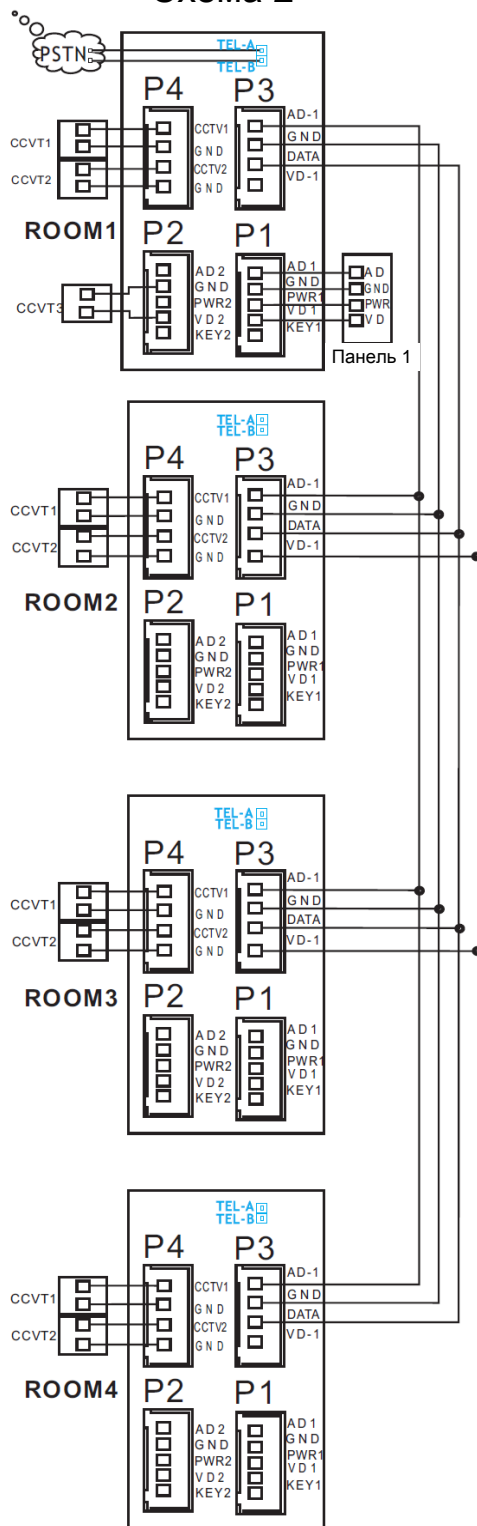 Схема 2
PSTN
TEL-A
TEL-B
P4 P3
CCVT1
CCVT2
CCTV1
GND
CCTV2
GND
AD-1
GND
DATA
VD-1
ROOM1
P2 P1
CCVT3
AD2
GND
PWR2
VD2
KEY2
AD1
GND
PWR1
VD1
KEY1
AD
GND
PWR
VD
Панель 1
TEL-A
TEL-B
P4 P3
CCVT1
CCVT2
CCTV1
GND
CCTV2
GND
AD-1
GND
DATA
VD-1
ROOM2
P2 P1
AD2
GND
PWR2
VD2
KEY2
AD1
GND
PWR1
VD1
KEY1
TEL-A
TEL-B
P4 P3
CCVT1
CCVT2
CCTV1
GND
CCTV2
GND
AD-1
GND
DATA
VD-1
ROOM3
P2 P1
AD2
GND
PWR2
VD2
KEY2
AD1
GND
PWR1
VD1
KEY1
TEL-A
TEL-B
P4 P3
CCVT1
CCVT2
CCTV1
GND
CCTV2
GND
AD-1
GND
DATA
VD-1
ROOM4
P2 P1
AD2
GND
PWR2
VD2
KEY2
AD1
GND
PWR1
VD1
KEY1